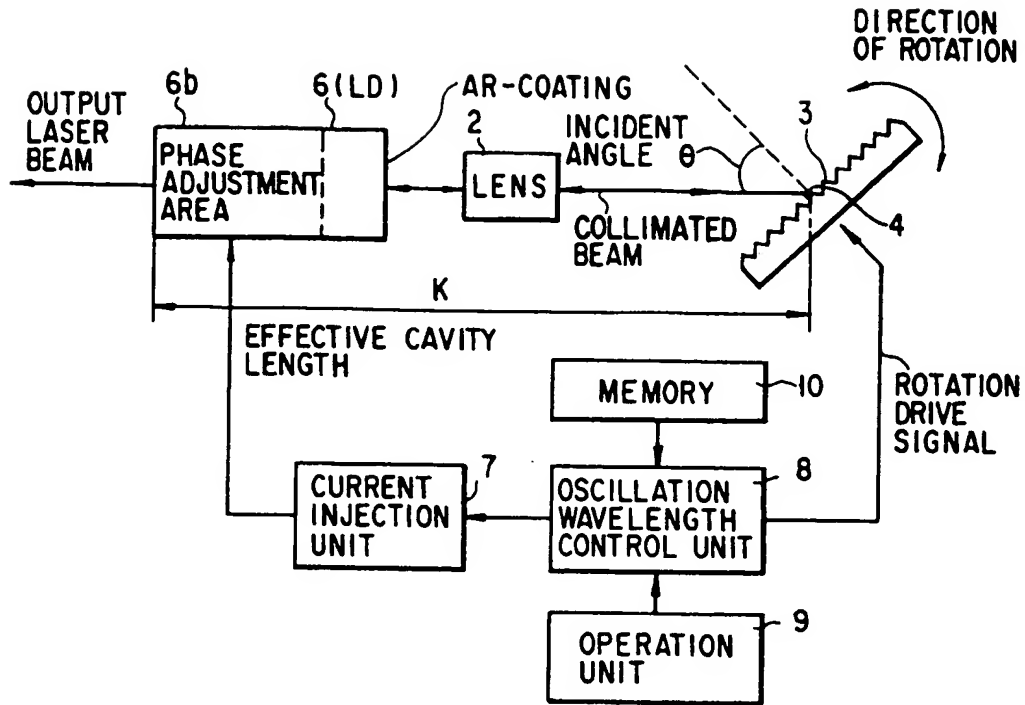 DIRECTION
OF ROTATION
6b
6(LD)
AR-COATING
OUTPUT
LASER
BEAM
2
INCIDENT
ANGLE θ
3
PHASE
ADJUSTMENT
AREA
LENS
COLLIMATED
BEAM
4
K
EFFECTIVE CAVITY
LENGTH
MEMORY
10
ROTATION
DRIVE
SIGNAL
CURRENT
INJECTION
UNIT
7
OSCILLATION
WAVELENGTH
CONTROL UNIT
8
OPERATION
UNIT
9